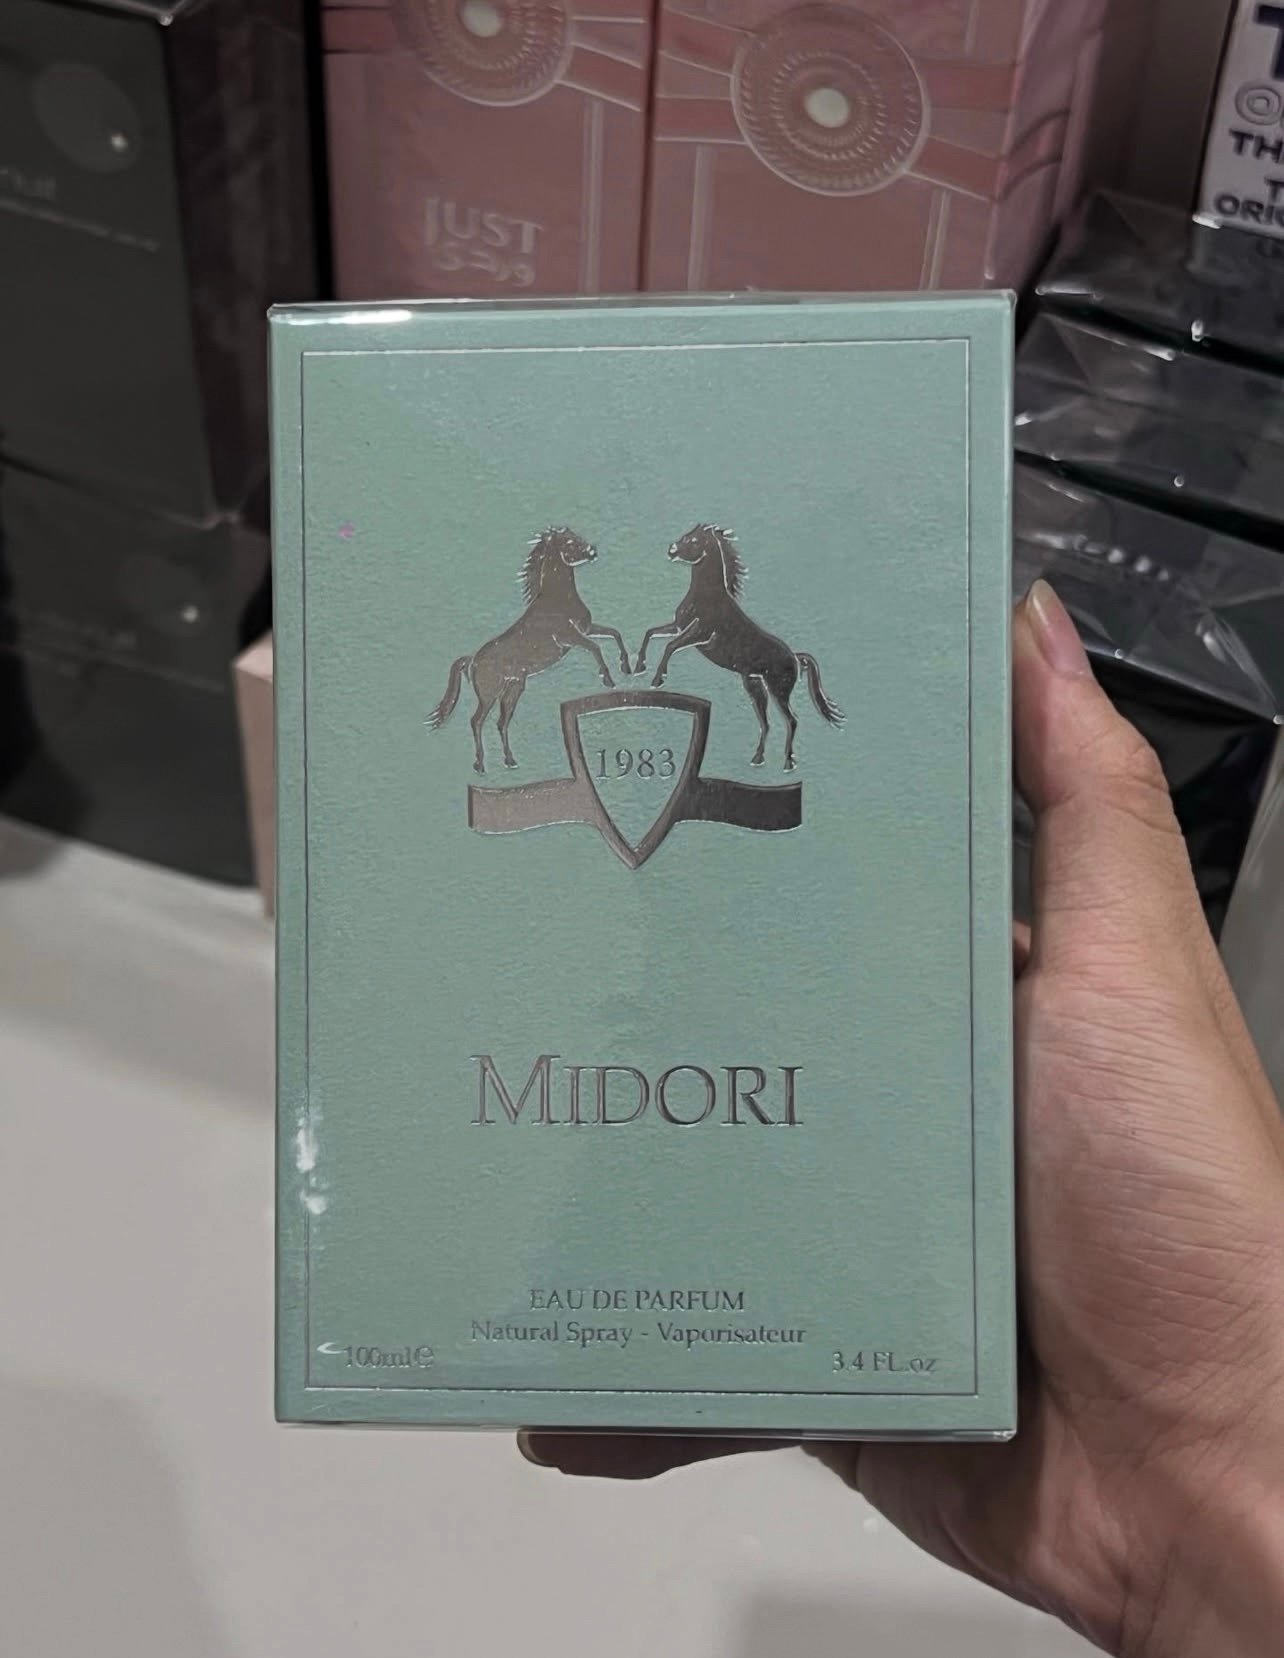 JUST
1983
MIDORI
EAU DE PARFUM
Natural Spray - Vaporisateur
100ml℮
3.4 FL.oz